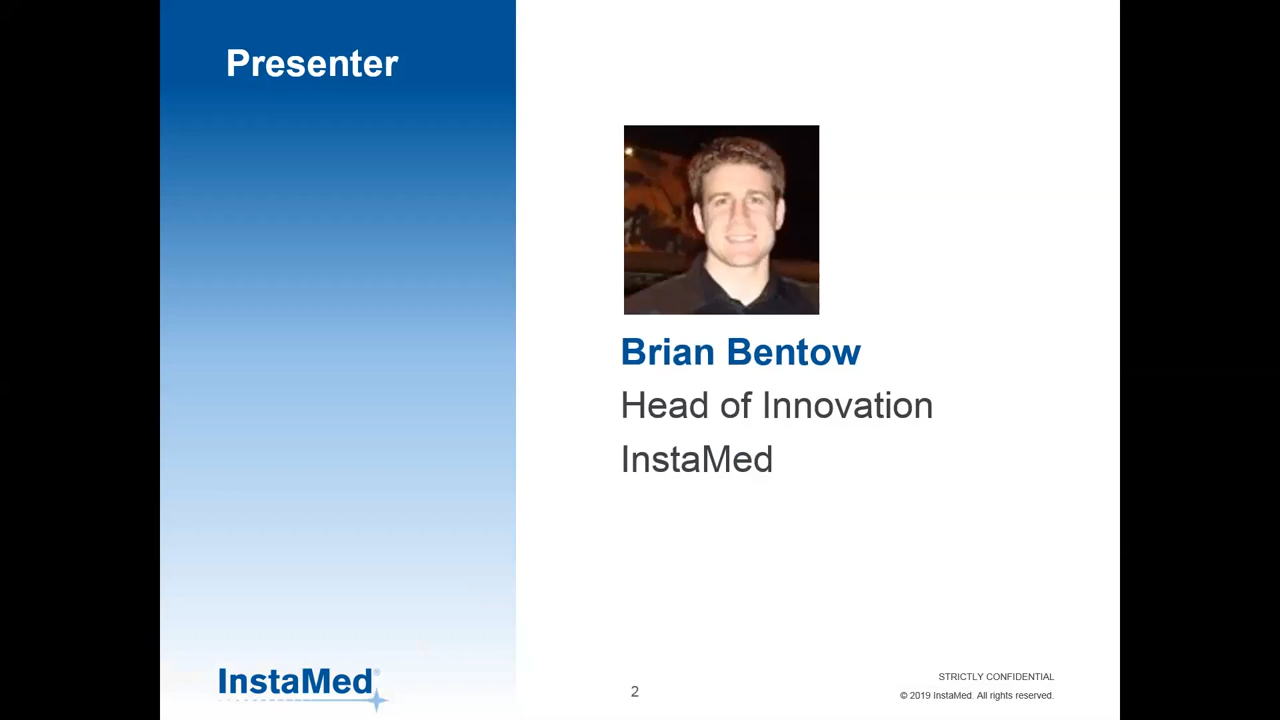 Presenter
Brian Bentow
Head of Innovation
InstaMed
InstaMed®
2
STRICTLY CONFIDENTIAL
© 2019 InstaMed. All rights reserved.